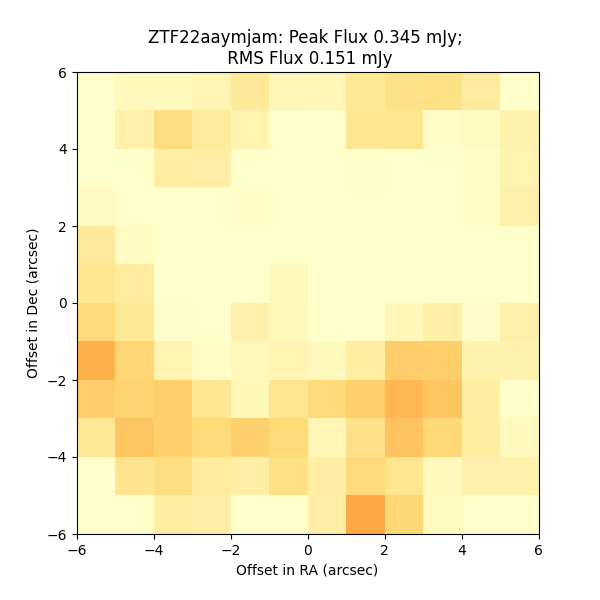 ZTF22aaymjam: Peak Flux 0.345 mJy;
RMS Flux 0.151 mJy
6
4
2
0
−2
−4
−6
Offset in Dec (arcsec)
−6 −4 −2 0 2 4 6
Offset in RA (arcsec)